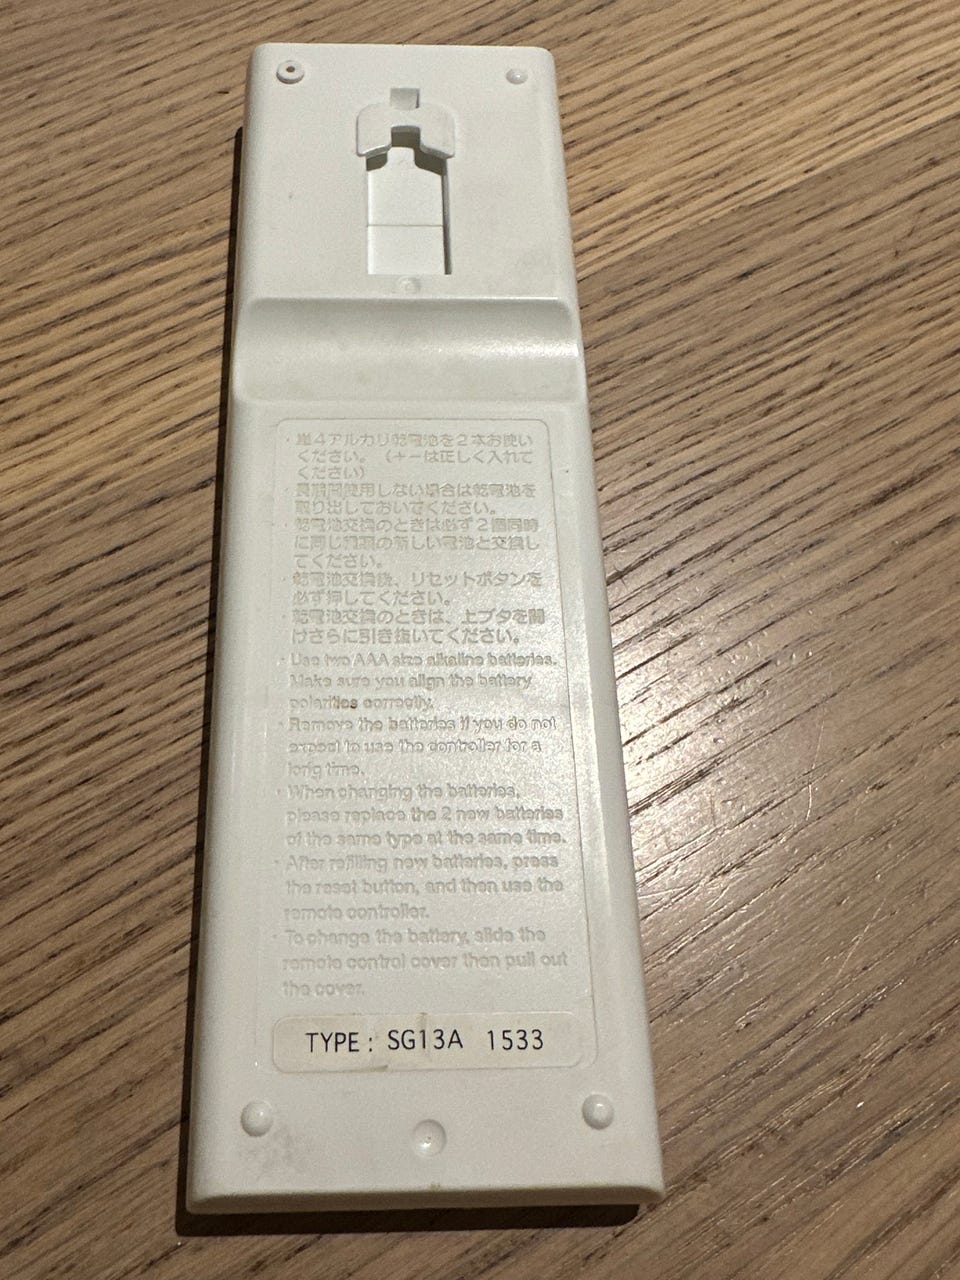 ・単4アルカリ乾電池を2本お使い
ください。(+−は正しく入れて
ください)
・長期間使用しない場合は乾電池を
取り出しておいてください。
・乾電池交換のときは必ず2個同時
に同じ種類の新しい電池と交換し
てください。
・乾電池交換後、リセットボタンを
必ず押してください。
・乾電池交換のときは、上ブタを開
けさらに引き抜いてください。
・Use two AAA size alkaline batteries.
Make sure you align the battery
polarities correctly.
・Remove the batteries if you do not
expect to use the controller for a
long time.
・When changing the batteries,
please replace the 2 new batteries
of the same type at the same time.
・After refilling new batteries, press
the reset button, and then use the
remote controller.
・To change the battery, slide the
remote control cover then pull out
the cover.
TYPE : SG13A 1533